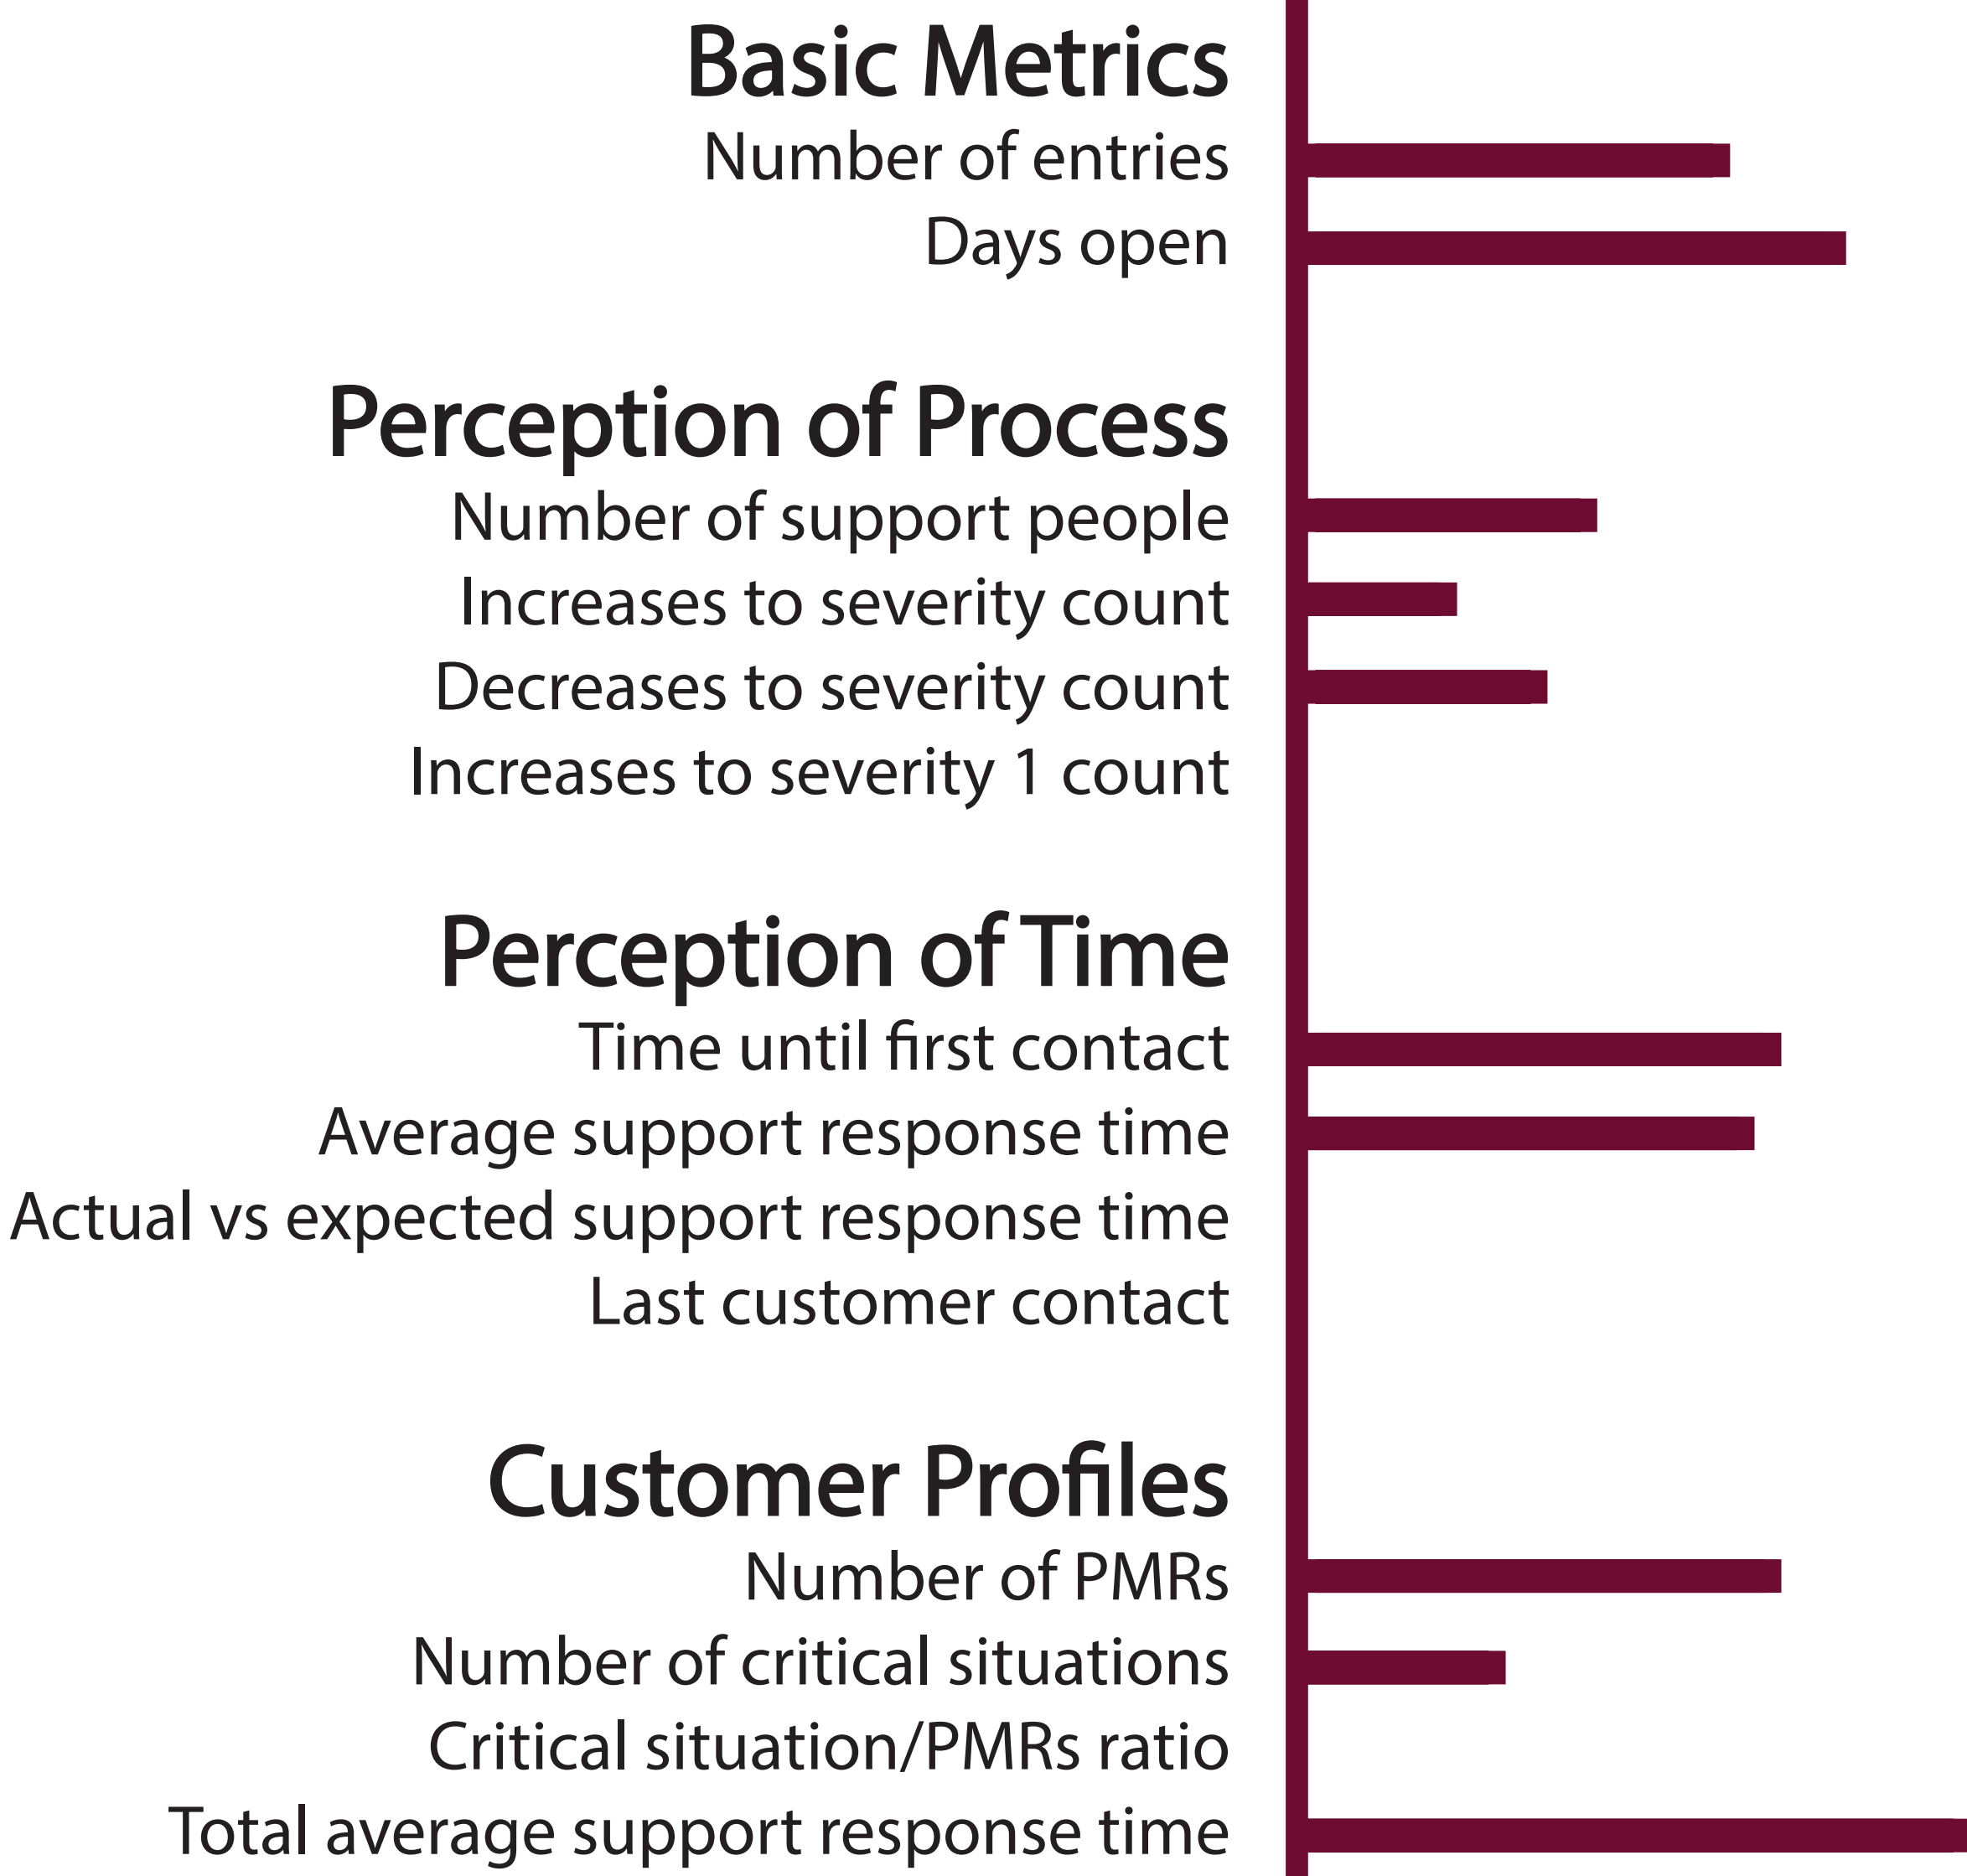 Basic Metrics
Number of entries
Days open
Perception of Process
Number of support people
Increases to severity count
Decreases to severity count
Increases to severity 1 count
Perception of Time
Time until first contact
Average support response time
Actual vs expected support response time
Last customer contact
Customer Profiles
Number of PMRs
Number of critical situations
Critical situation/PMRs ratio
Total average support response time